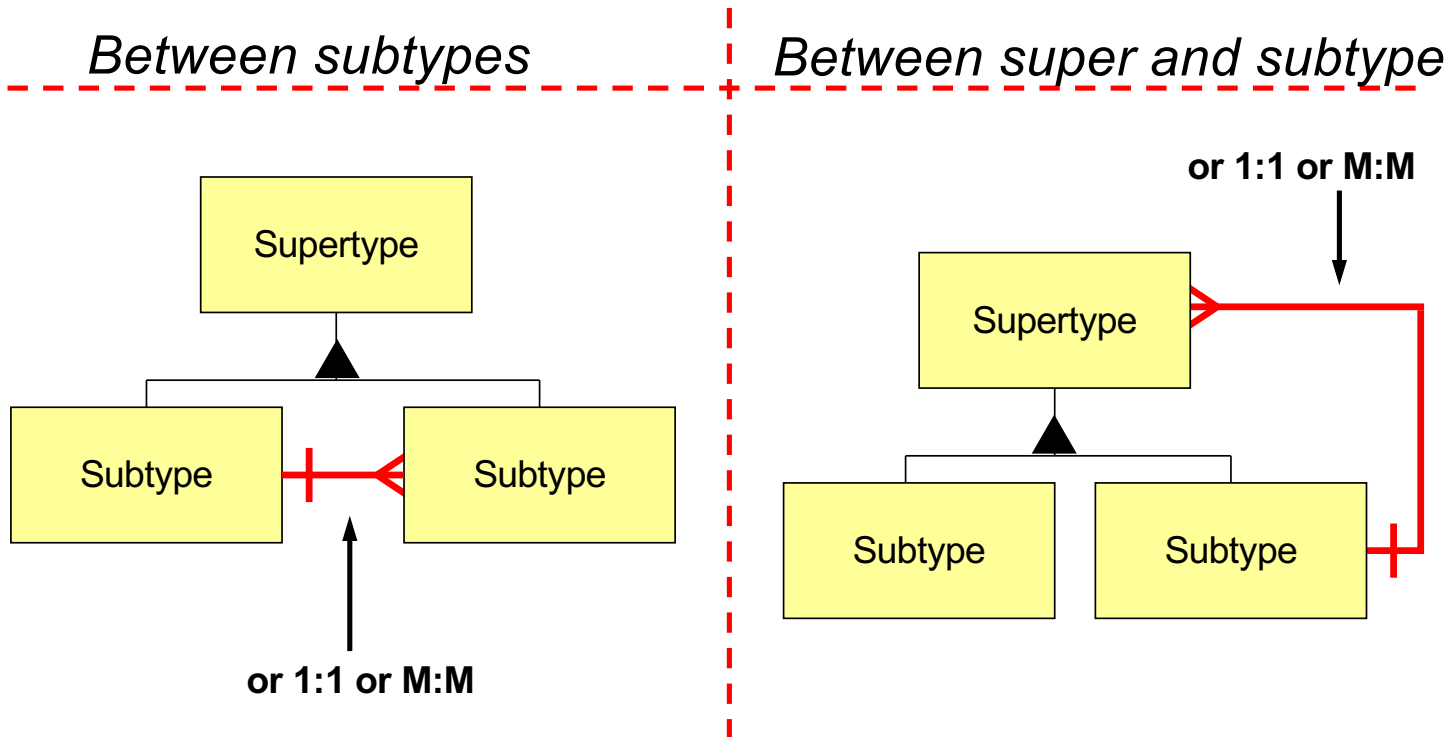 Between subtypes
Supertype
Subtype
Subtype
or 1:1 or M:M
Between super and subtype
or 1:1 or M:M
Supertype
Subtype
Subtype